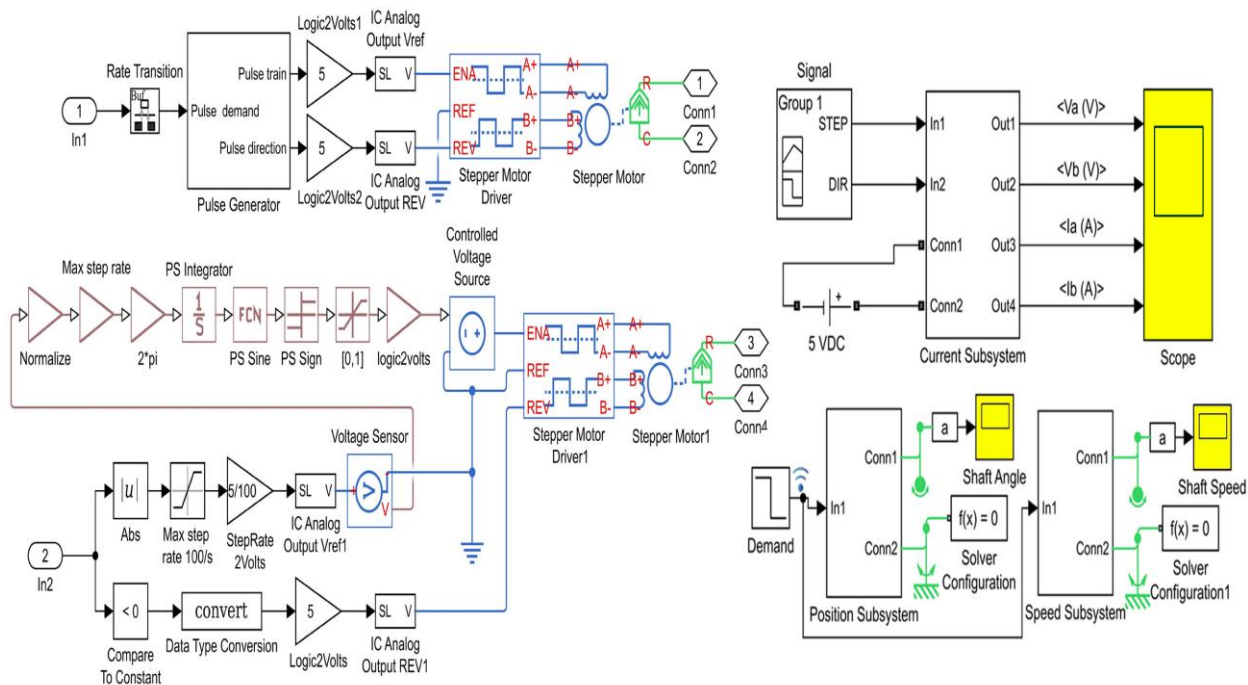 Logic2Volts1
IC Analog
Output Vref
Rate Transition
Buf
1
In1
Pulse train
Pulse demand
Pulse direction
Pulse Generator
5
SL V
5
SL V
Logic2Volts2
IC Analog
Output REV
ENA
REF
REV
A+
A-
B+
B-
A+
A-
B+
B-
Stepper Motor
Driver
Stepper Motor
R
C
1
Conn1
2
Conn2
Signal
Group 1
STEP
DIR
In1
In2
Conn1
Conn2
Out1
Out2
Out3
Out4
<Va (V)>
<Vb (V)>
<Ia (A)>
<Ib (A)>
5 VDC
+
Current Subsystem
Scope
Max step rate
PS Integrator
Controlled
Voltage
Source
Normalize
2*pi
1
S
FCN
PS Sine
PS Sign
[0,1]
logic2volts
- +
ENA
REF
REV
A+
A-
B+
B-
A+
A-
B+
B-
Stepper Motor
Driver1
Stepper Motor1
R
C
3
Conn3
4
Conn4
Voltage Sensor
+
V
-
V
2
In2
|u|
Abs
Max step
rate 100/s
5/100
StepRate
2Volts
SL V
IC Analog
Output Vref1
< 0
Compare
To Constant
convert
Data Type Conversion
5
Logic2Volts
SL V
IC Analog
Output REV1
Demand
In1
Conn1
Conn2
Position Subsystem
a
Shaft Angle
f(x) = 0
Solver
Configuration
In1
Conn1
Conn2
Speed Subsystem
a
Shaft Speed
f(x) = 0
Solver
Configuration1